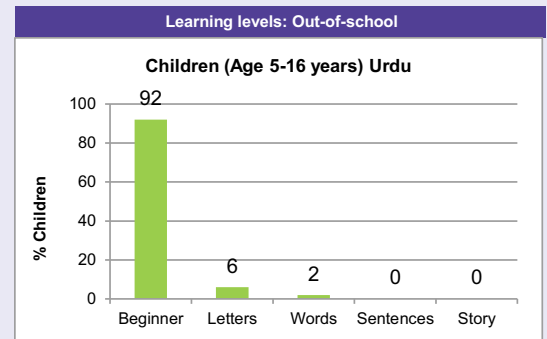 Learning levels: Out-of-school
Children (Age 5-16 years) Urdu
% Children
100
80
60
40
20
0
92
6
2
0
0
Beginner Letters Words Sentences Story